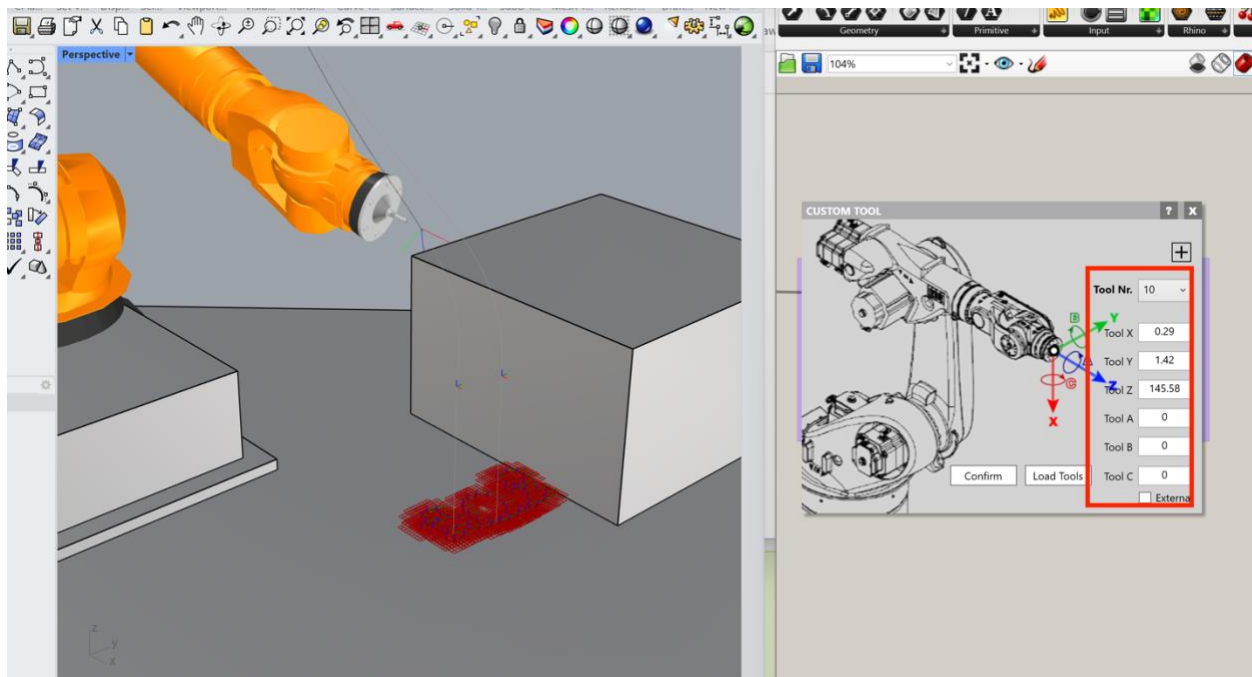 Perspective
Geometry
Primitive
Input
Rhino
104%
CUSTOM TOOL
? X
Tool Nr. 10
Tool X 0.29
Tool Y 1.42
Tool Z 145.58
Tool A 0
Tool B 0
Tool C 0
Confirm
Load Tools
Externa
B
Y
A
Z
C
X
z
y
x